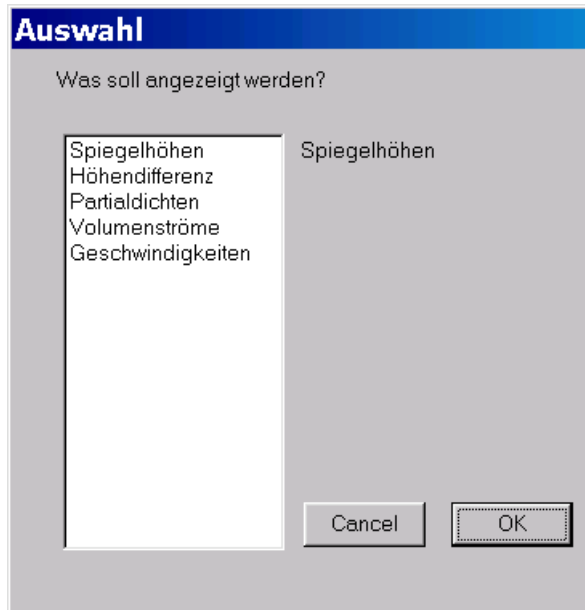 Auswahl
Was soll angezeigt werden?
Spiegelhöhen
Höhendifferenz
Partialdichten
Volumenströme
Geschwindigkeiten
Spiegelhöhen
Cancel
OK